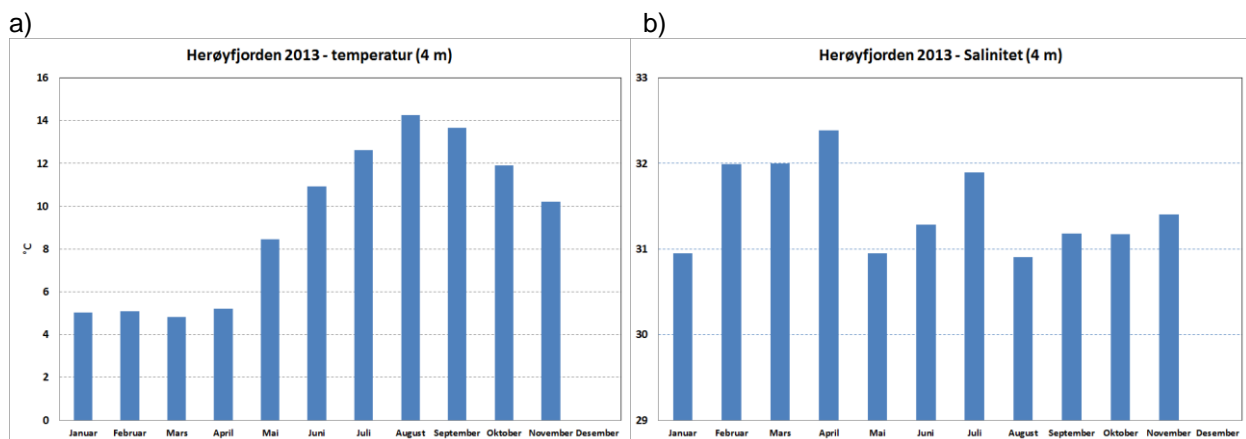 a)
Herøyfjorden 2013 - temperatur (4 m)
16
14
12
10
8
6
4
2
0
°C
Januar Februar Mars April Mai Juni Juli August September Oktober November Desember
b)
Herøyfjorden 2013 - Salinitet (4 m)
33
32
31
30
29
Januar Februar Mars April Mai Juni Juli August September Oktober November Desember